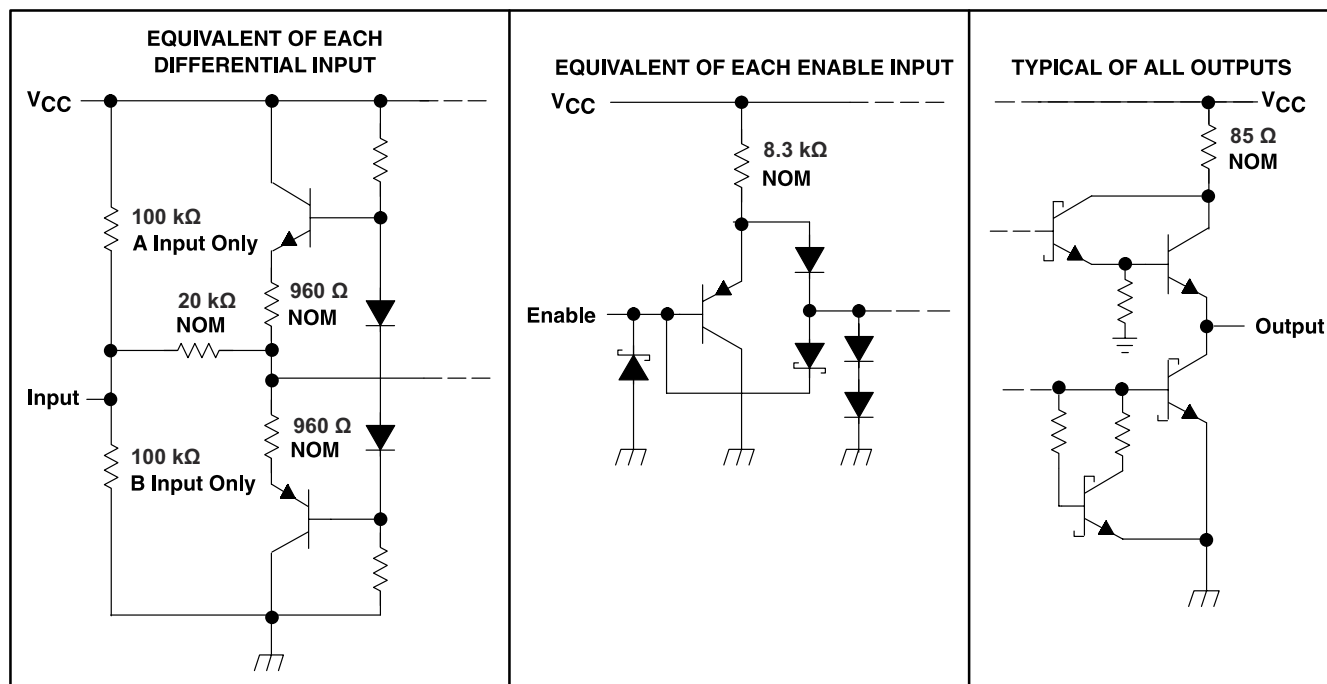 EQUIVALENT OF EACH
DIFFERENTIAL INPUT
VCC
100 kΩ
A Input Only
20 kΩ
NOM
960 Ω
NOM
Input
960 Ω
NOM
100 kΩ
B Input Only
EQUIVALENT OF EACH ENABLE INPUT
VCC
8.3 kΩ
NOM
Enable
TYPICAL OF ALL OUTPUTS
VCC
85 Ω
NOM
Output